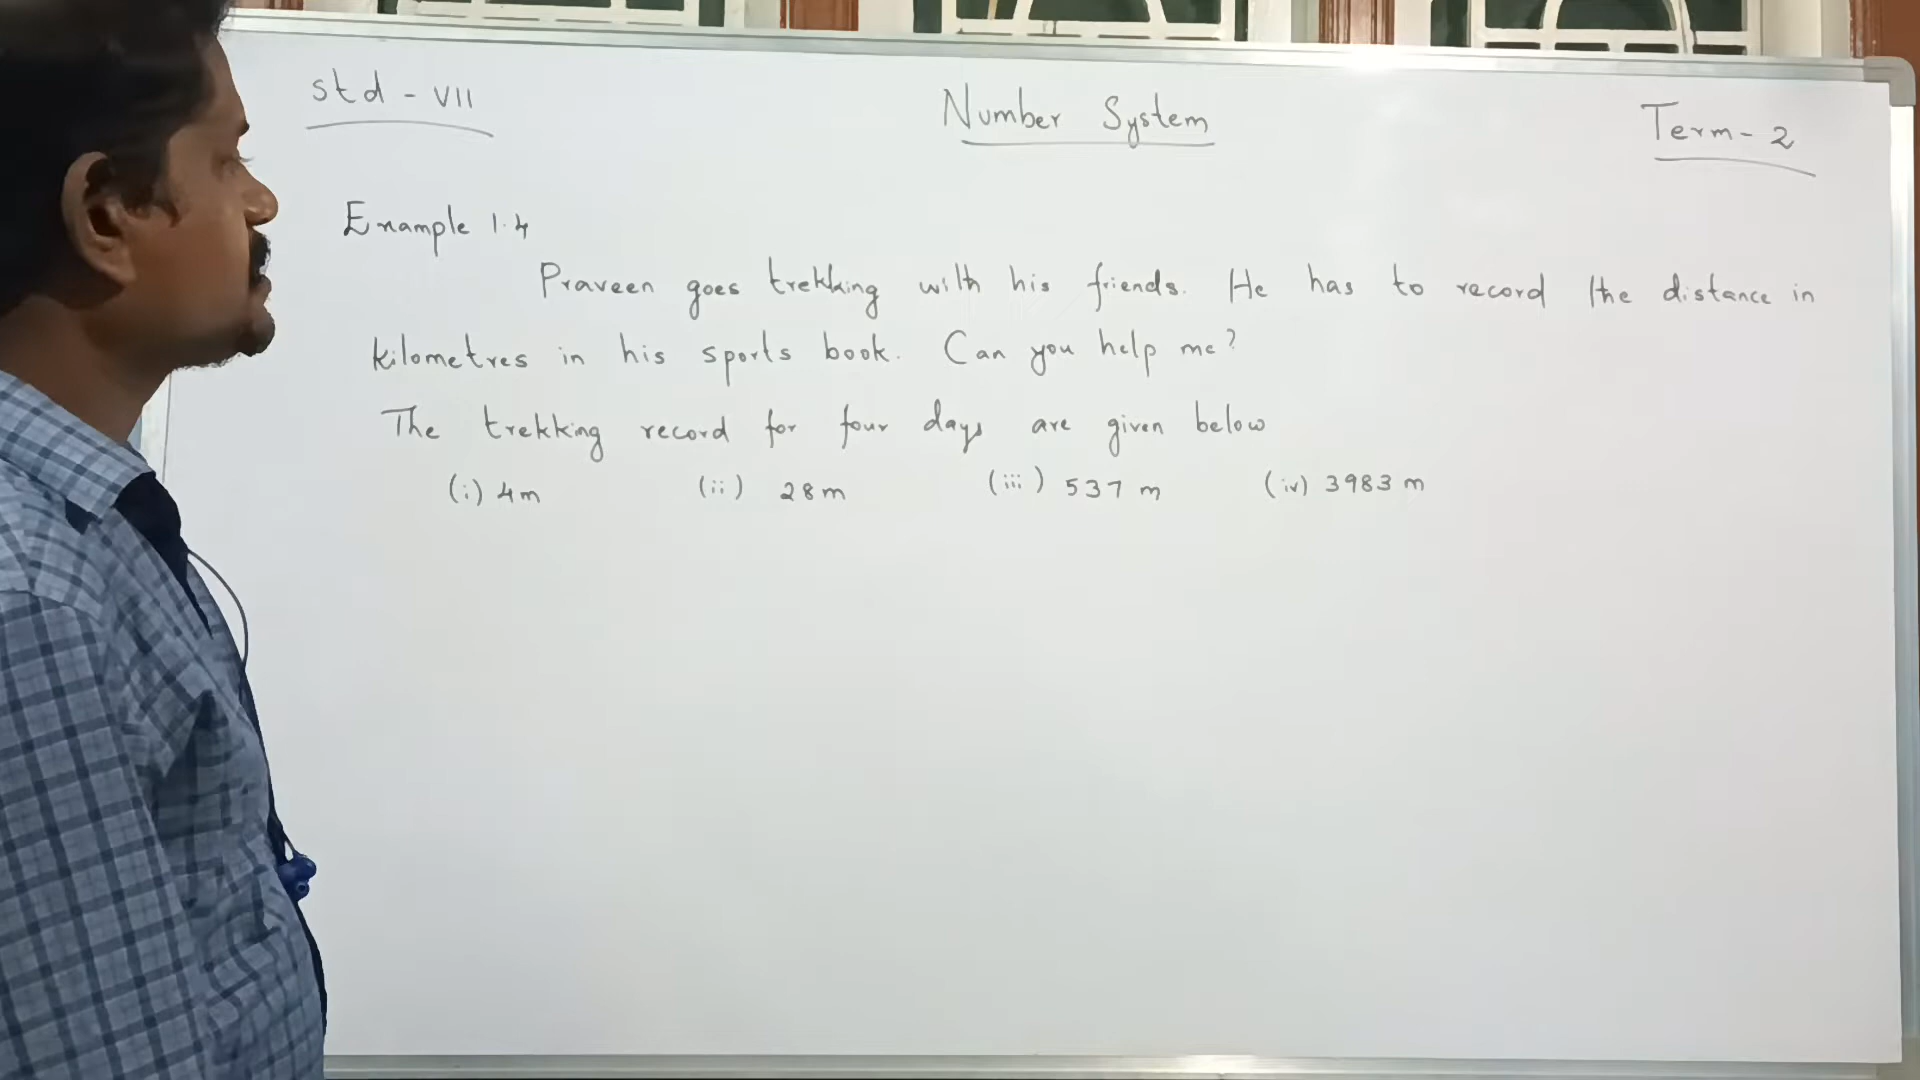 Std - VII
Number System
Term - 2
Example 1.4
Praveen goes trekking with his friends. He has to record the distance in
kilometres in his sports book. Can you help me?
The trekking record for four days are given below
(i) 4m (ii) 28m (iii) 537 m (iv) 3983 m